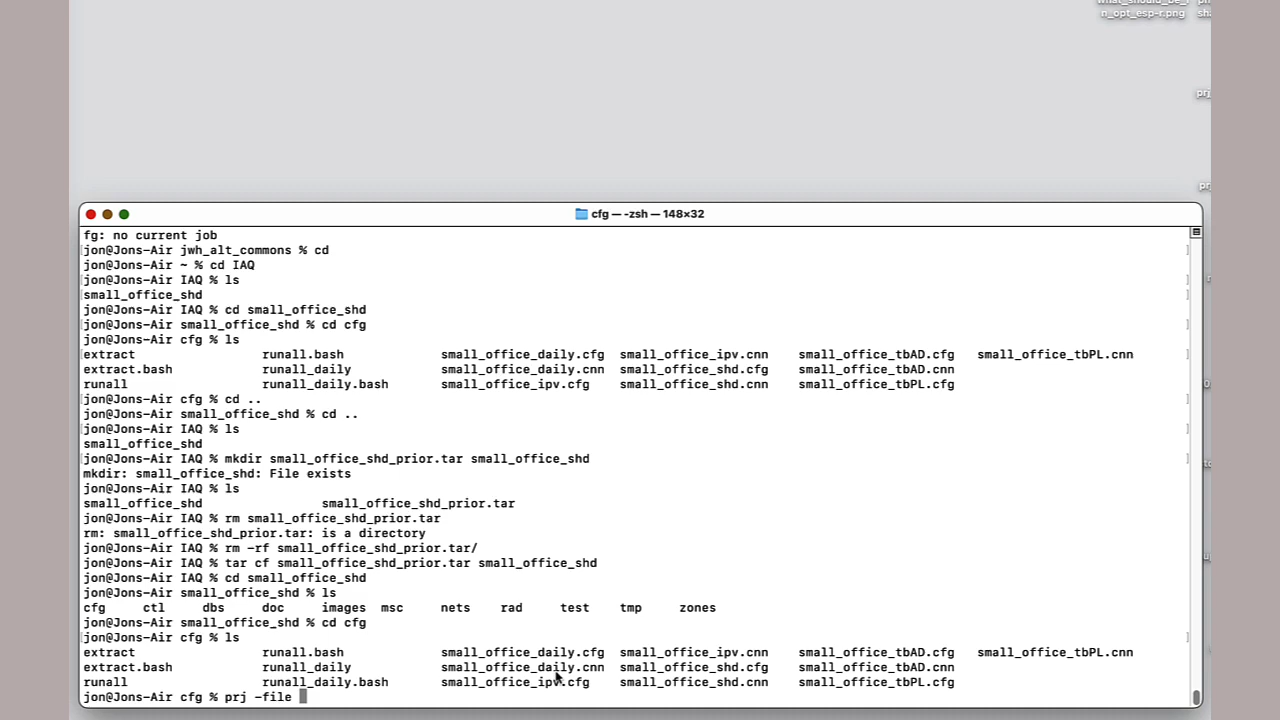 n_opt_esp-r.png
cfg — -zsh — 148×32
fg: no current job
jon@Jons-Air jwh_alt_commons % cd
jon@Jons-Air ~ % cd IAQ
jon@Jons-Air IAQ % ls
small_office_shd
jon@Jons-Air IAQ % cd small_office_shd
jon@Jons-Air small_office_shd % cd cfg
jon@Jons-Air cfg % ls
extract runall.bash small_office_daily.cfg small_office_ipv.cnn small_office_tbAD.cfg small_office_tbPL.cnn
extract.bash runall_daily small_office_daily.cnn small_office_shd.cfg small_office_tbAD.cnn
runall runall_daily.bash small_office_ipv.cfg small_office_shd.cnn small_office_tbPL.cfg
jon@Jons-Air cfg % cd ..
jon@Jons-Air small_office_shd % cd ..
jon@Jons-Air IAQ % ls
small_office_shd
jon@Jons-Air IAQ % mkdir small_office_shd_prior.tar small_office_shd
mkdir: small_office_shd: File exists
jon@Jons-Air IAQ % ls
small_office_shd small_office_shd_prior.tar
jon@Jons-Air IAQ % rm small_office_shd_prior.tar
rm: small_office_shd_prior.tar: is a directory
jon@Jons-Air IAQ % rm -rf small_office_shd_prior.tar/
jon@Jons-Air IAQ % tar cf small_office_shd_prior.tar small_office_shd
jon@Jons-Air IAQ % cd small_office_shd
jon@Jons-Air small_office_shd % ls
cfg ctl dbs doc images msc nets rad test tmp zones
jon@Jons-Air small_office_shd % cd cfg
jon@Jons-Air cfg % ls
extract runall.bash small_office_daily.cfg small_office_ipv.cnn small_office_tbAD.cfg small_office_tbPL.cnn
extract.bash runall_daily small_office_daily.cnn small_office_shd.cfg small_office_tbAD.cnn
runall runall_daily.bash small_office_ipv.cfg small_office_shd.cnn small_office_tbPL.cfg
jon@Jons-Air cfg % prj -file